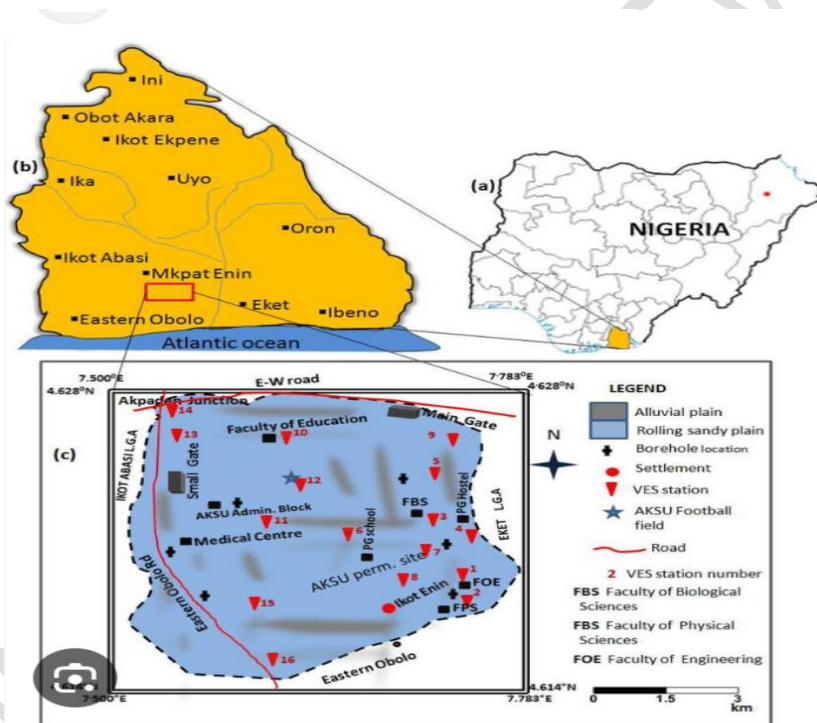 Ini
Obot Akara
Ikot Ekpene
(b)
Ika
Uyo
(a)
NIGERIA
Oron
Ikot Abasi
Mkpat Enin
Eket
Ibeno
Eastern Obolo
Atlantic ocean
7.500°E
E-W road
7·783°E
4.628°N
4·628°N
(c)
Akpaden Junction
14
Main Gate
Faculty of Education
10
9
13
IKOT ABASI L.G.A
Small Gate
5
12
AKSU Admin. Block
FBS
PG Hostel
EKET L.G.A
11
3
4
Medical Centre
6
PG school
7
AKSU perm. site
8
1
FOE
Ikot Enin
2
15
FPS
Eastern Obolo Rd
16
Eastern Obolo
4.614°N
4.614°N
7.500°E
7.783°E
LEGEND
Alluvial plain
Rolling sandy plain
Borehole location
N
Settlement
VES station
AKSU Football
field
Road
2 VES station number
FBS Faculty of Biological
Sciences
FBS Faculty of Physical
Sciences
FOE Faculty of Engineering
0 1.5 3
km